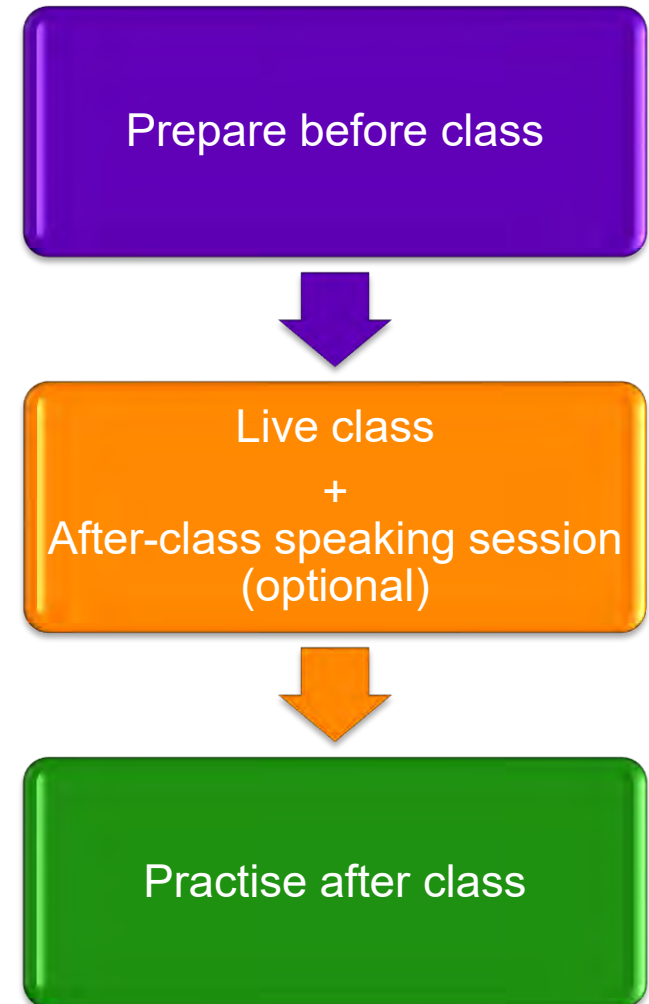 Prepare before class
Live class
+
After-class speaking session
(optional)
Practise after class